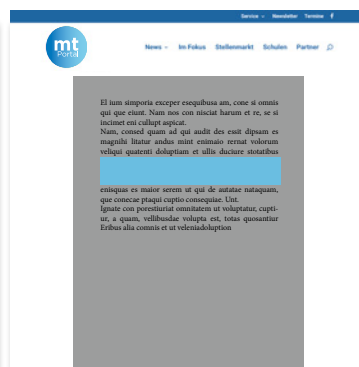 Service Newsletter Termine f
mt
Portal
News Im Fokus Stellenmarkt Schulen Partner
El ium simporia exceper esequibusa am, cone si omnis
qui que eiunt. Nam nos con nisciat harum et re, se si
incimet eni cullupt aspicat.
Nam, consed quam ad qui audit des essit dipsam es
magnihi litatur andus mint enimaio rernat volorum
veliqui quatenti doluptiam et ullis duciure stotatibus
enisquas es maior serem ut qui de autatae nataquam,
que conecae ptaqui cuptio consequiae. Unt.
Ignate con porestiuriat omnitatem ut voluptatur, cupti-
ur, a quam, vellibusdae volupta est, totas quosantiur
Eribus alia comnis et ut veleniadoluption